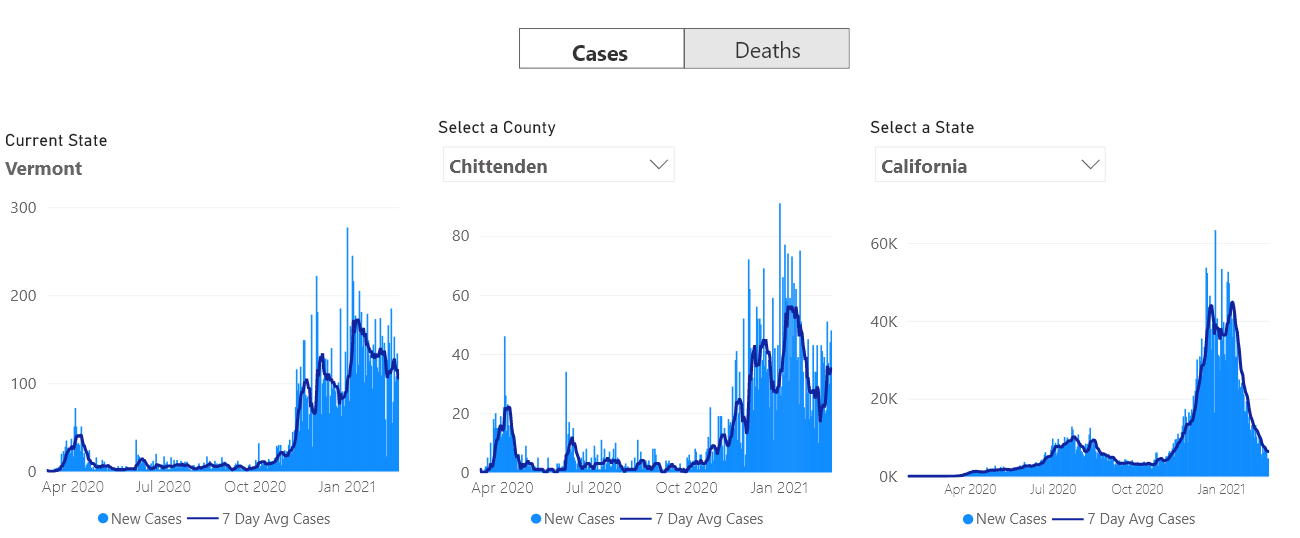 Cases Deaths
Current State
Vermont
300
200
100
0
Apr 2020 Jul 2020 Oct 2020 Jan 2021
New Cases 7 Day Avg Cases
Select a County
Chittenden
80
60
40
20
0
Apr 2020 Jul 2020 Oct 2020 Jan 2021
New Cases 7 Day Avg Cases
Select a State
California
60K
40K
20K
0K
Apr 2020 Jul 2020 Oct 2020 Jan 2021
New Cases 7 Day Avg Cases